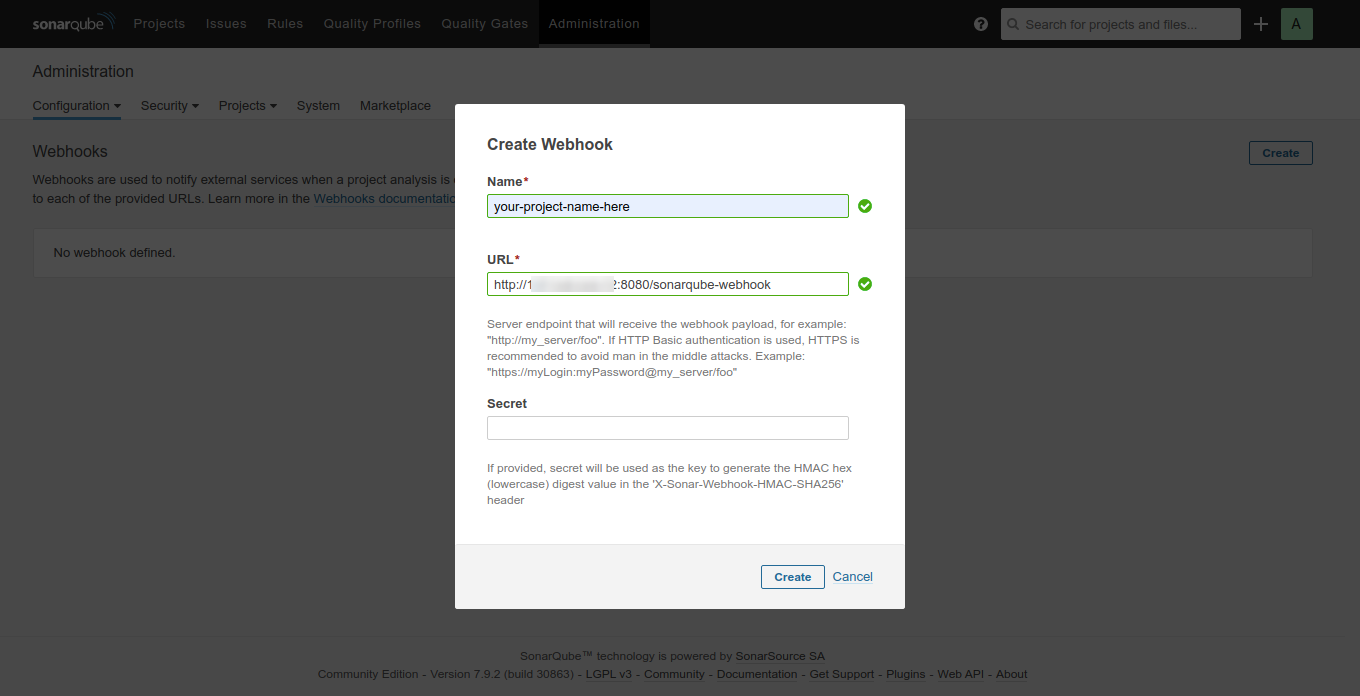 sonarqube Projects Issues Rules Quality Profiles Quality Gates Administration Search for projects and files... A
Administration
Configuration Security Projects System Marketplace
Webhooks
Create
Webhooks are used to notify external services when a project analysis is
to each of the provided URLs. Learn more in the Webhooks documentatio
No webhook defined.
Create Webhook
Name*
your-project-name-here
URL*
http://1 2:8080/sonarqube-webhook
Server endpoint that will receive the webhook payload, for example:
"http://my_server/foo". If HTTP Basic authentication is used, HTTPS is
recommended to avoid man in the middle attacks. Example:
"https://myLogin:myPassword@my_server/foo"
Secret
If provided, secret will be used as the key to generate the HMAC hex
(lowercase) digest value in the 'X-Sonar-Webhook-HMAC-SHA256'
header
Create Cancel
SonarQube™ technology is powered by SonarSource SA
Community Edition - Version 7.9.2 (build 30863) - LGPL v3 - Community - Documentation - Get Support - Plugins - Web API - About